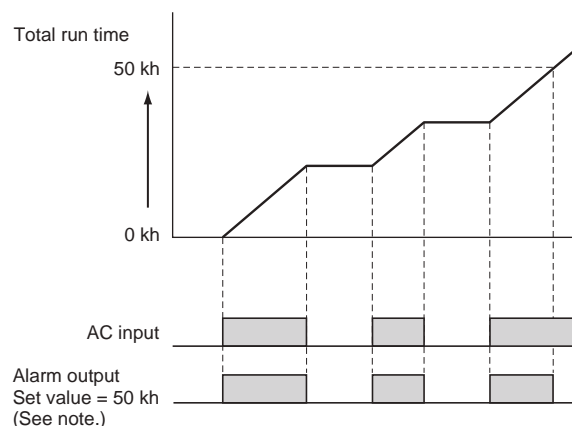 Total run time
50 kh
0 kh
AC input
Alarm output
Set value = 50 kh
(See note.)